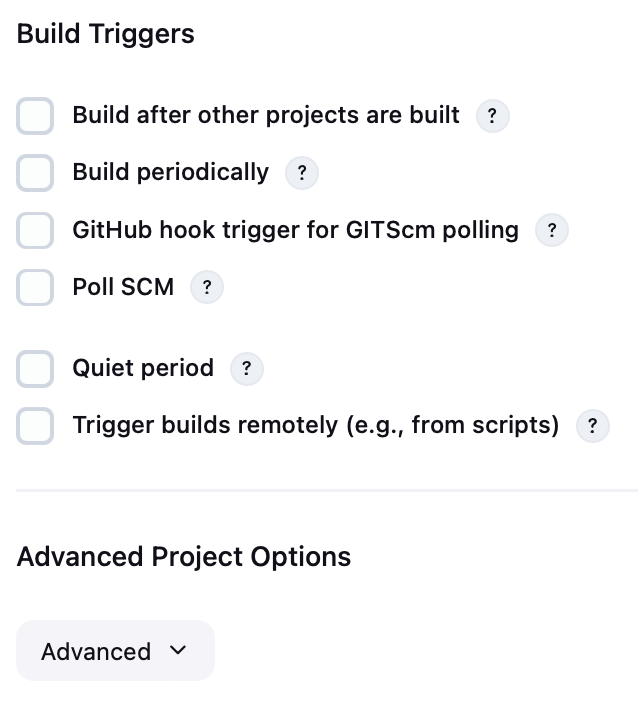 Build Triggers
Build after other projects are built ?
Build periodically ?
GitHub hook trigger for GITScm polling ?
Poll SCM ?
Quiet period ?
Trigger builds remotely (e.g., from scripts) ?
Advanced Project Options
Advanced